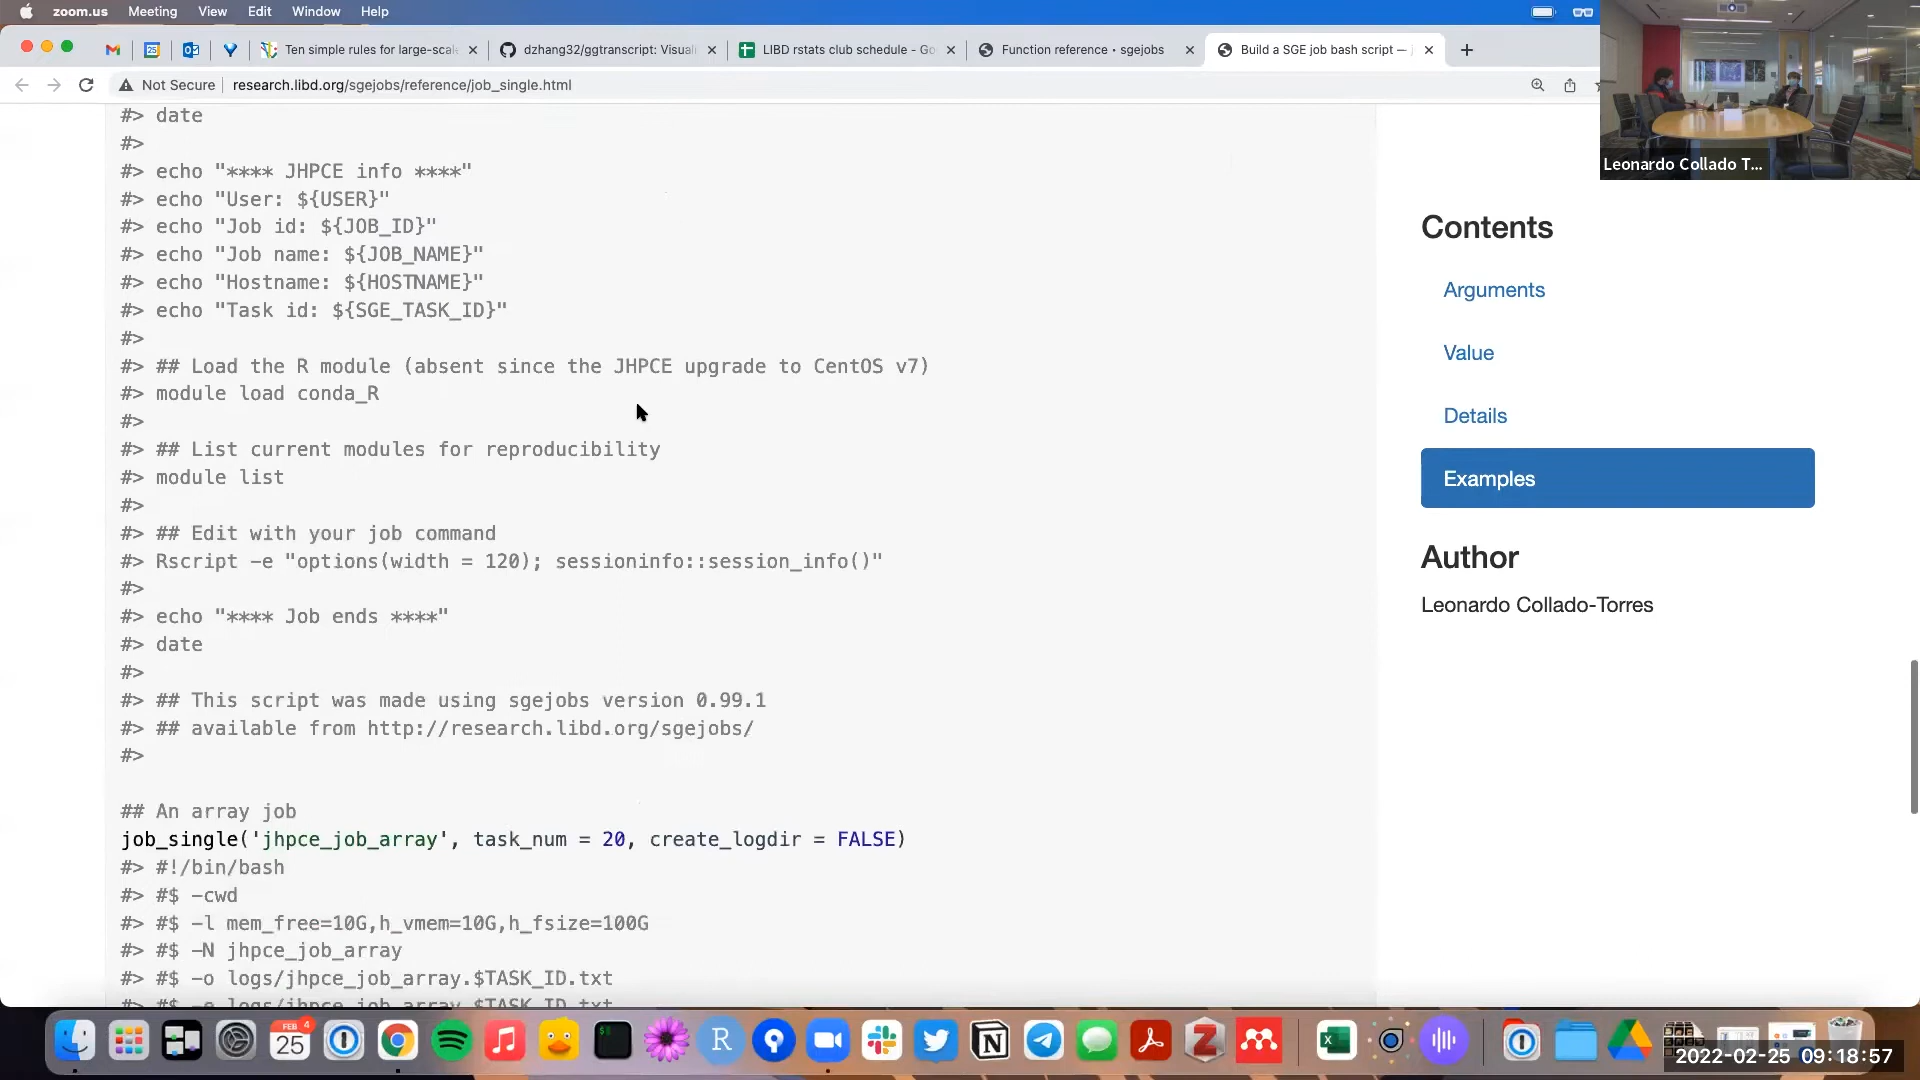 zoom.us Meeting View Edit Window Help
Ten simple rules for large-scale
dzhang32/ggtranscript: Visuali
LIBD rstats club schedule - Go
Function reference • sgejobs
Build a SGE job bash script —
Not Secure research.libd.org/sgejobs/reference/job_single.html
Leonardo Collado T...
#> date
#>
#> echo "**** JHPCE info ****"
#> echo "User: ${USER}"
#> echo "Job id: ${JOB_ID}"
#> echo "Job name: ${JOB_NAME}"
#> echo "Hostname: ${HOSTNAME}"
#> echo "Task id: ${SGE_TASK_ID}"
#>
#> ## Load the R module (absent since the JHPCE upgrade to CentOS v7)
#> module load conda_R
#>
#> ## List current modules for reproducibility
#> module list
#>
#> ## Edit with your job command
#> Rscript -e "options(width = 120); sessioninfo::session_info()"
#>
#> echo "**** Job ends ****"
#> date
#>
#> ## This script was made using sgejobs version 0.99.1
#> ## available from http://research.libd.org/sgejobs/
#>
## An array job
job_single('jhpce_job_array', task_num = 20, create_logdir = FALSE)
#> #!/bin/bash
#> #$ -cwd
#> #$ -l mem_free=10G,h_vmem=10G,h_fsize=100G
#> #$ -N jhpce_job_array
#> #$ -o logs/jhpce_job_array.$TASK_ID.txt
#> #$ -e logs/jhpce_job_array.$TASK_ID.txt
Contents
Arguments
Value
Details
Examples
Author
Leonardo Collado-Torres
FEB 4
25
2022-02-25 09:18:57